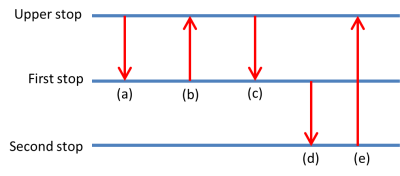 Upper stop
First stop
(a) (b) (c)
Second stop
(d) (e)